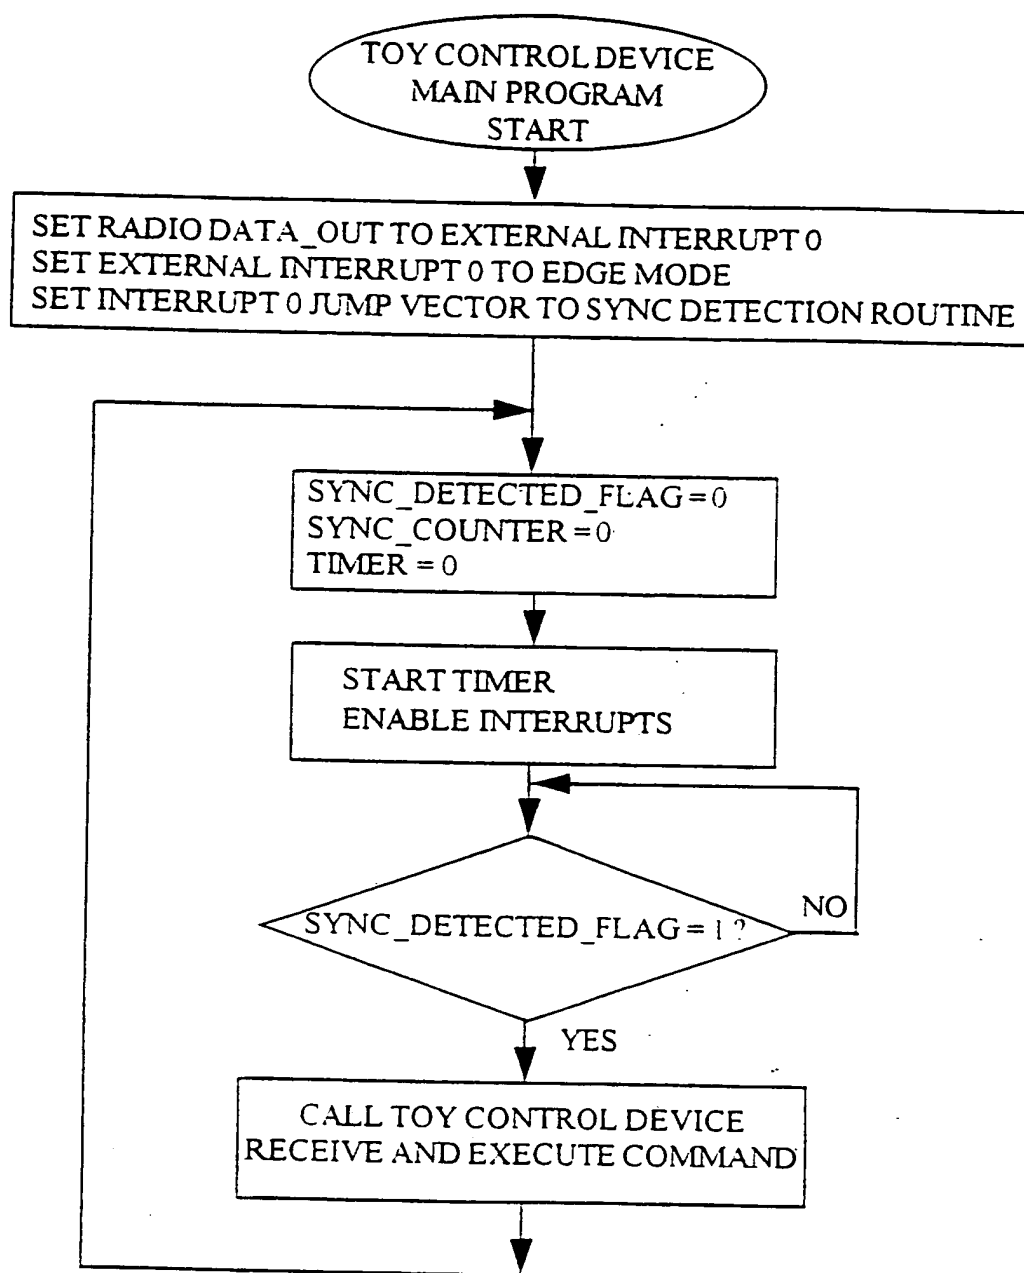 TOY CONTROL DEVICE
MAIN PROGRAM
START
SET RADIO DATA_OUT TO EXTERNAL INTERRUPT 0
SET EXTERNAL INTERRUPT 0 TO EDGE MODE
SET INTERRUPT 0 JUMP VECTOR TO SYNC DETECTION ROUTINE
SYNC_DETECTED_FLAG = 0
SYNC_COUNTER = 0
TIMER = 0
START TIMER
ENABLE INTERRUPTS
SYNC_DETECTED_FLAG = 1 ?
NO
YES
CALL TOY CONTROL DEVICE
RECEIVE AND EXECUTE COMMAND